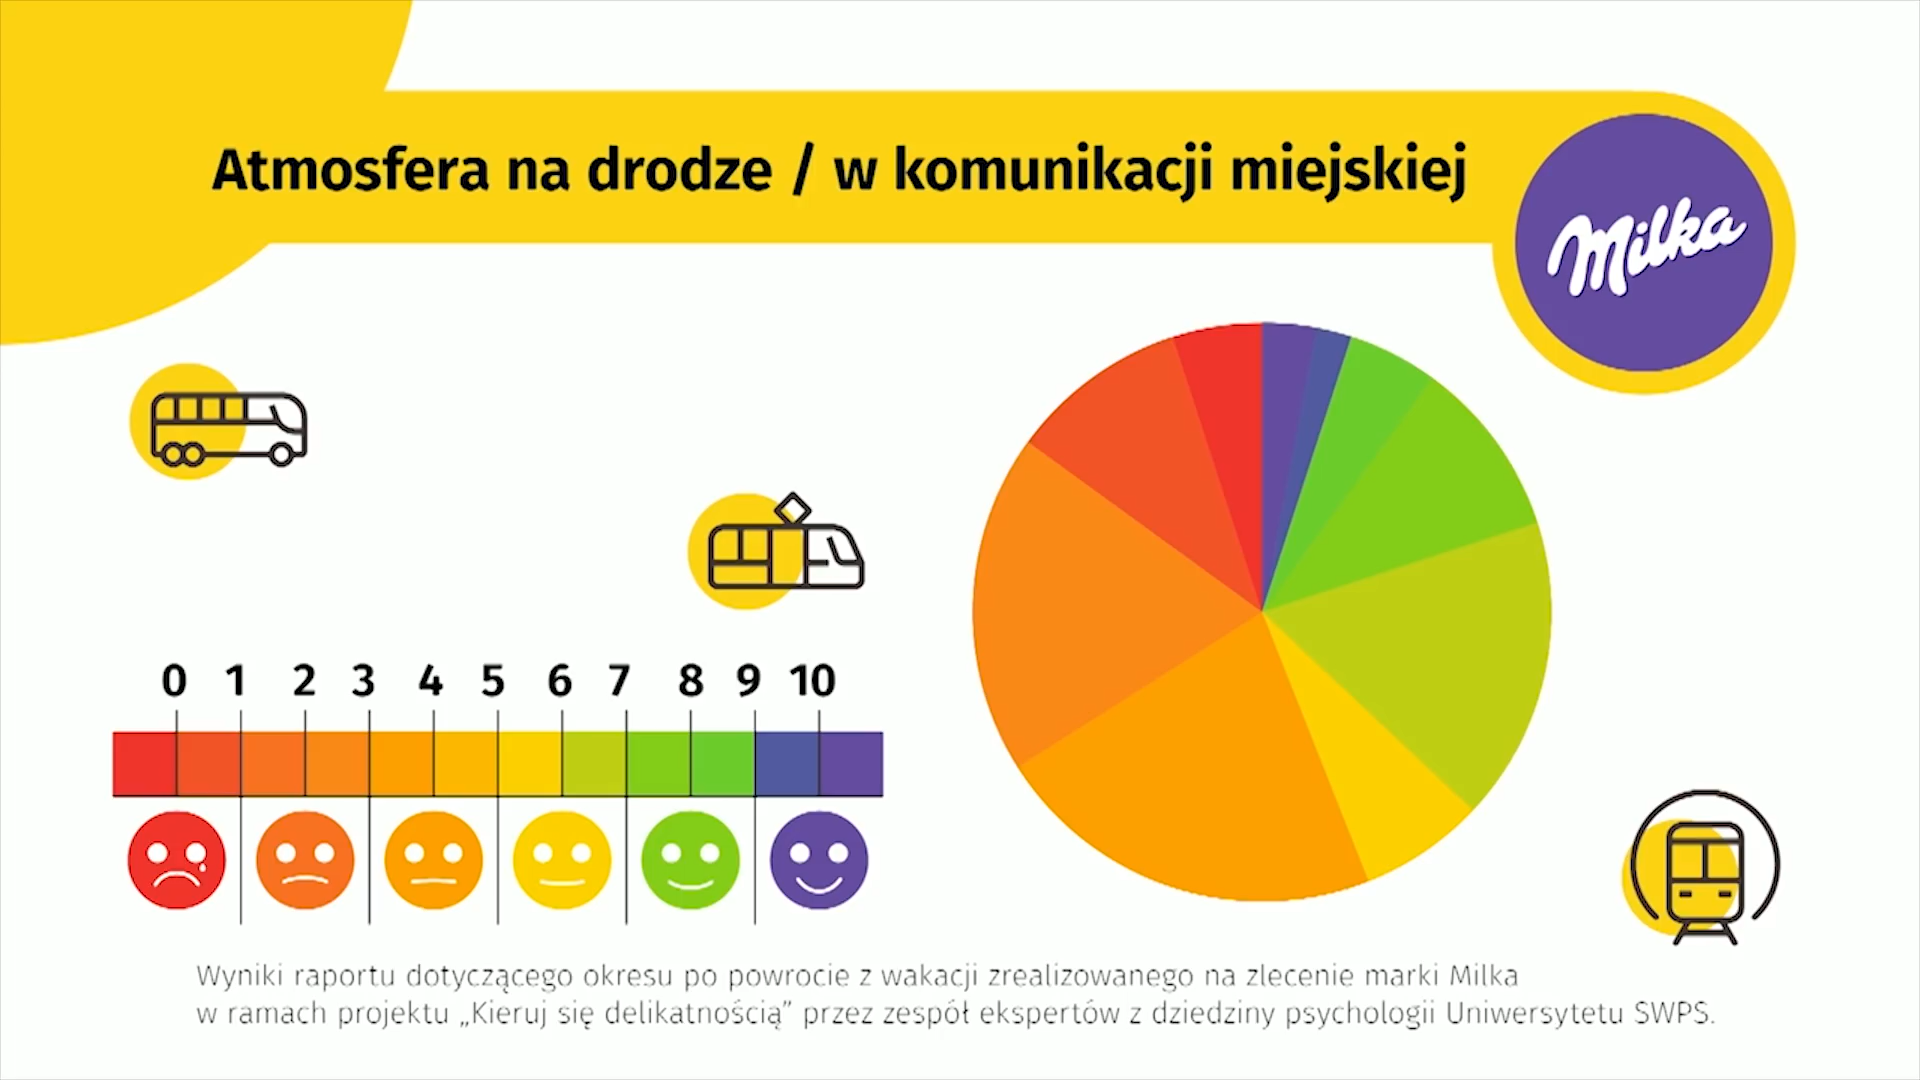 Atmosfera na drodze / w komunikacji miejskiej
Milka
0 1 2 3 4 5 6 7 8 9 10
Wyniki raportu dotyczącego okresu po powrocie z wakacji zrealizowanego na zlecenie marki Milka
w ramach projektu „Kieruj się delikatnością” przez zespół ekspertów z dziedziny psychologii Uniwersytetu SWPS.